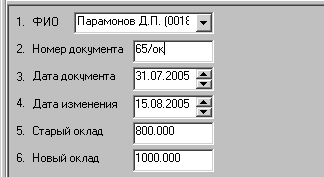 1. ФИО Парамонов Д.П. (0018
2. Номер документа 65/ок
3. Дата документа 31.07.2005
4. Дата изменения 15.08.2005
5. Старый оклад 800.000
6. Новый оклад 1000.000